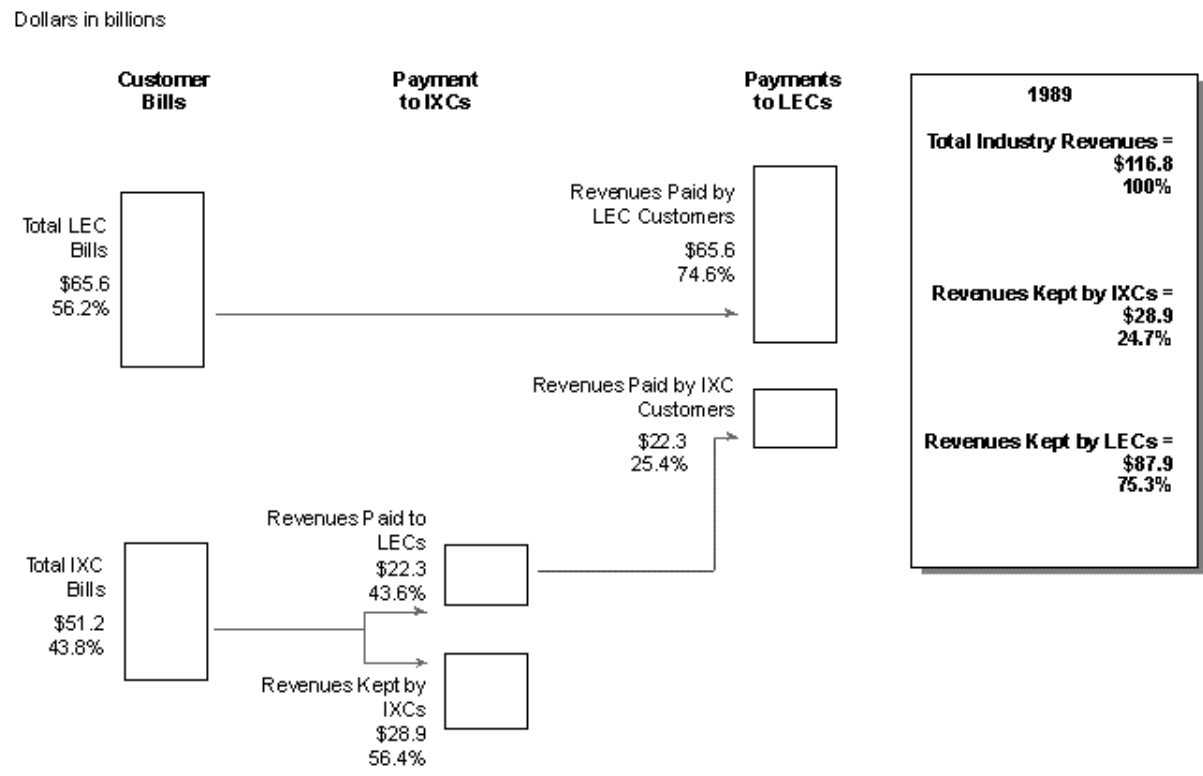 Dollars in billions
Customer
Bills
Payment
to IXCs
Payments
to LECs
Total LEC
Bills
$65.6
56.2%
Revenues Paid by
LEC Customers
$65.6
74.6%
Revenues Paid by IXC
Customers
$22.3
25.4%
Total IXC
Bills
$51.2
43.8%
Revenues Paid to
LECs
$22.3
43.6%
Revenues Kept by
IXCs
$28.9
56.4%
1989
Total Industry Revenues =
$116.8
100%
Revenues Kept by IXCs =
$28.9
24.7%
Revenues Kept by LECs =
$87.9
75.3%